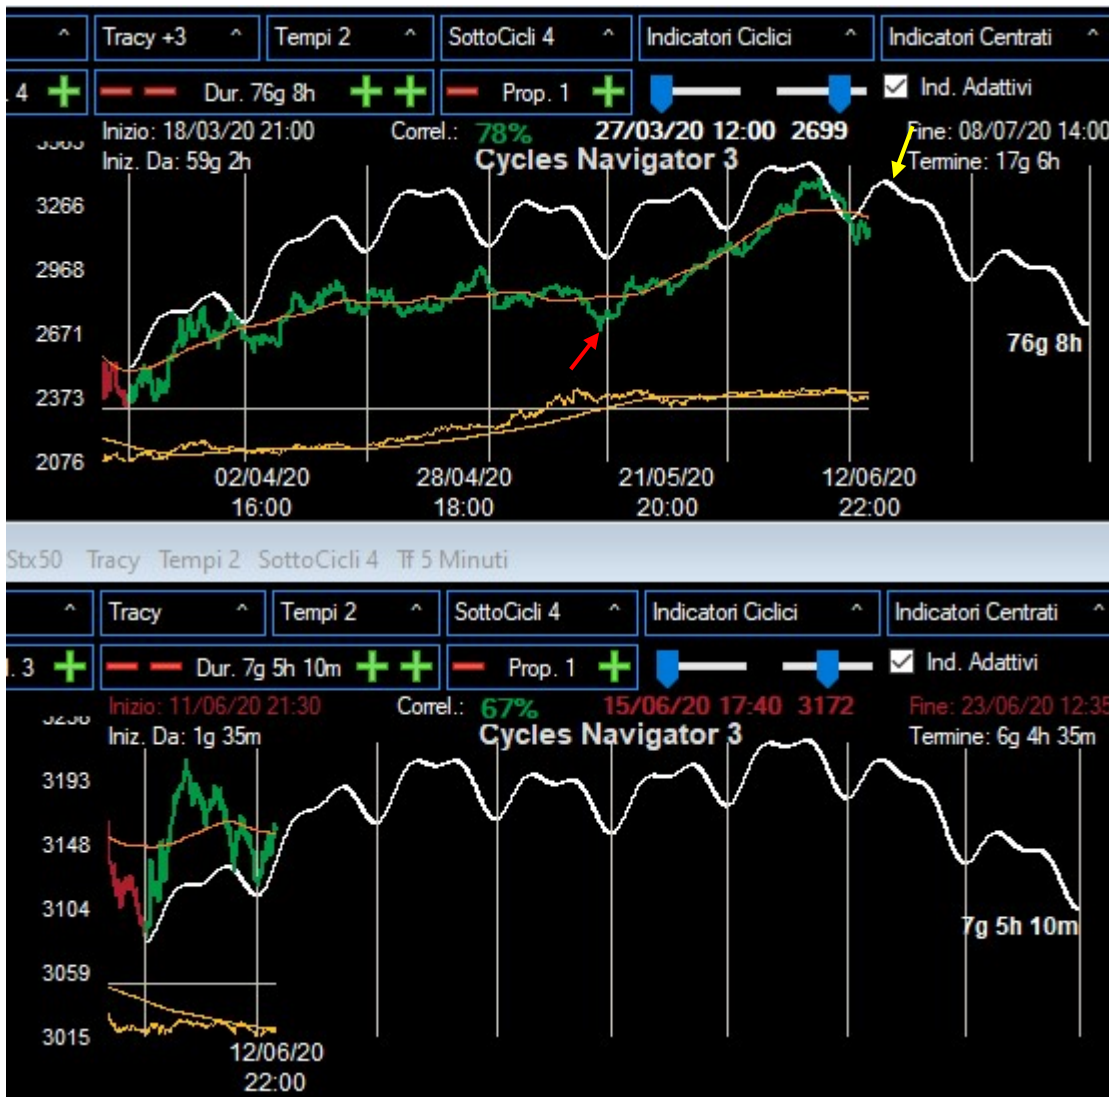 Tracy +3 ^ Tempi 2 ^ SottoCicli 4 ^ Indicatori Ciclici ^ Indicatori Centrati ^
. 4 Dur. 76g 8h Prop. 1 Ind. Adattivi
Inizio: 18/03/20 21:00 Correl.: 78% 27/03/20 12:00 2699 Fine: 08/07/20 14:00
Iniz. Da: 59g 2h Cycles Navigator 3 Termine: 17g 6h
3266
2968
2671
76g 8h
2373
2076
02/04/20 28/04/20 21/05/20 12/06/20
16:00 18:00 20:00 22:00
Stx50 Tracy Tempi 2 SottoCicli 4 Tf 5 Minuti
^ Tracy ^ Tempi 2 ^ SottoCicli 4 ^ Indicatori Ciclici ^ Indicatori Centrati ^
. 3 Dur. 7g 5h 10m Prop. 1 Ind. Adattivi
Inizio: 11/06/20 21:30 Correl.: 67% 15/06/20 17:40 3172 Fine: 23/06/20 12:35
Iniz. Da: 1g 35m Cycles Navigator 3 Termine: 6g 4h 35m
3193
3148
3104
7g 5h 10m
3059
3015
12/06/20
22:00